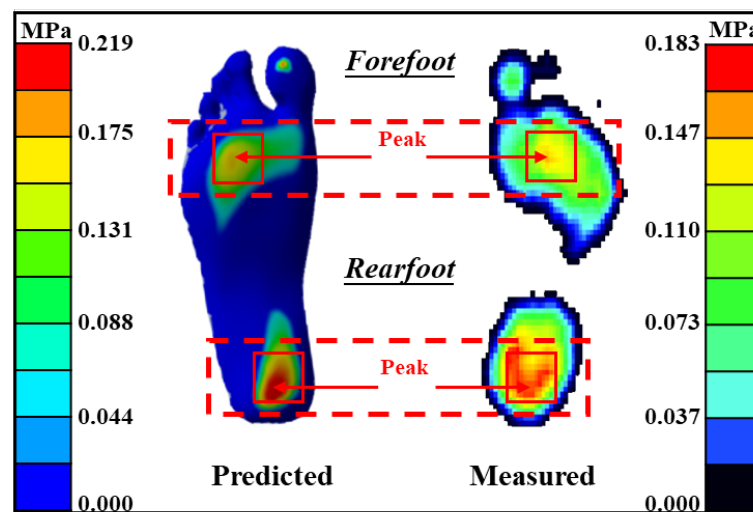 MPa
0.219
0.175
0.131
0.088
0.044
0.000
Forefoot
Peak
Rearfoot
Peak
Predicted
Measured
MPa
0.183
0.147
0.110
0.073
0.037
0.000